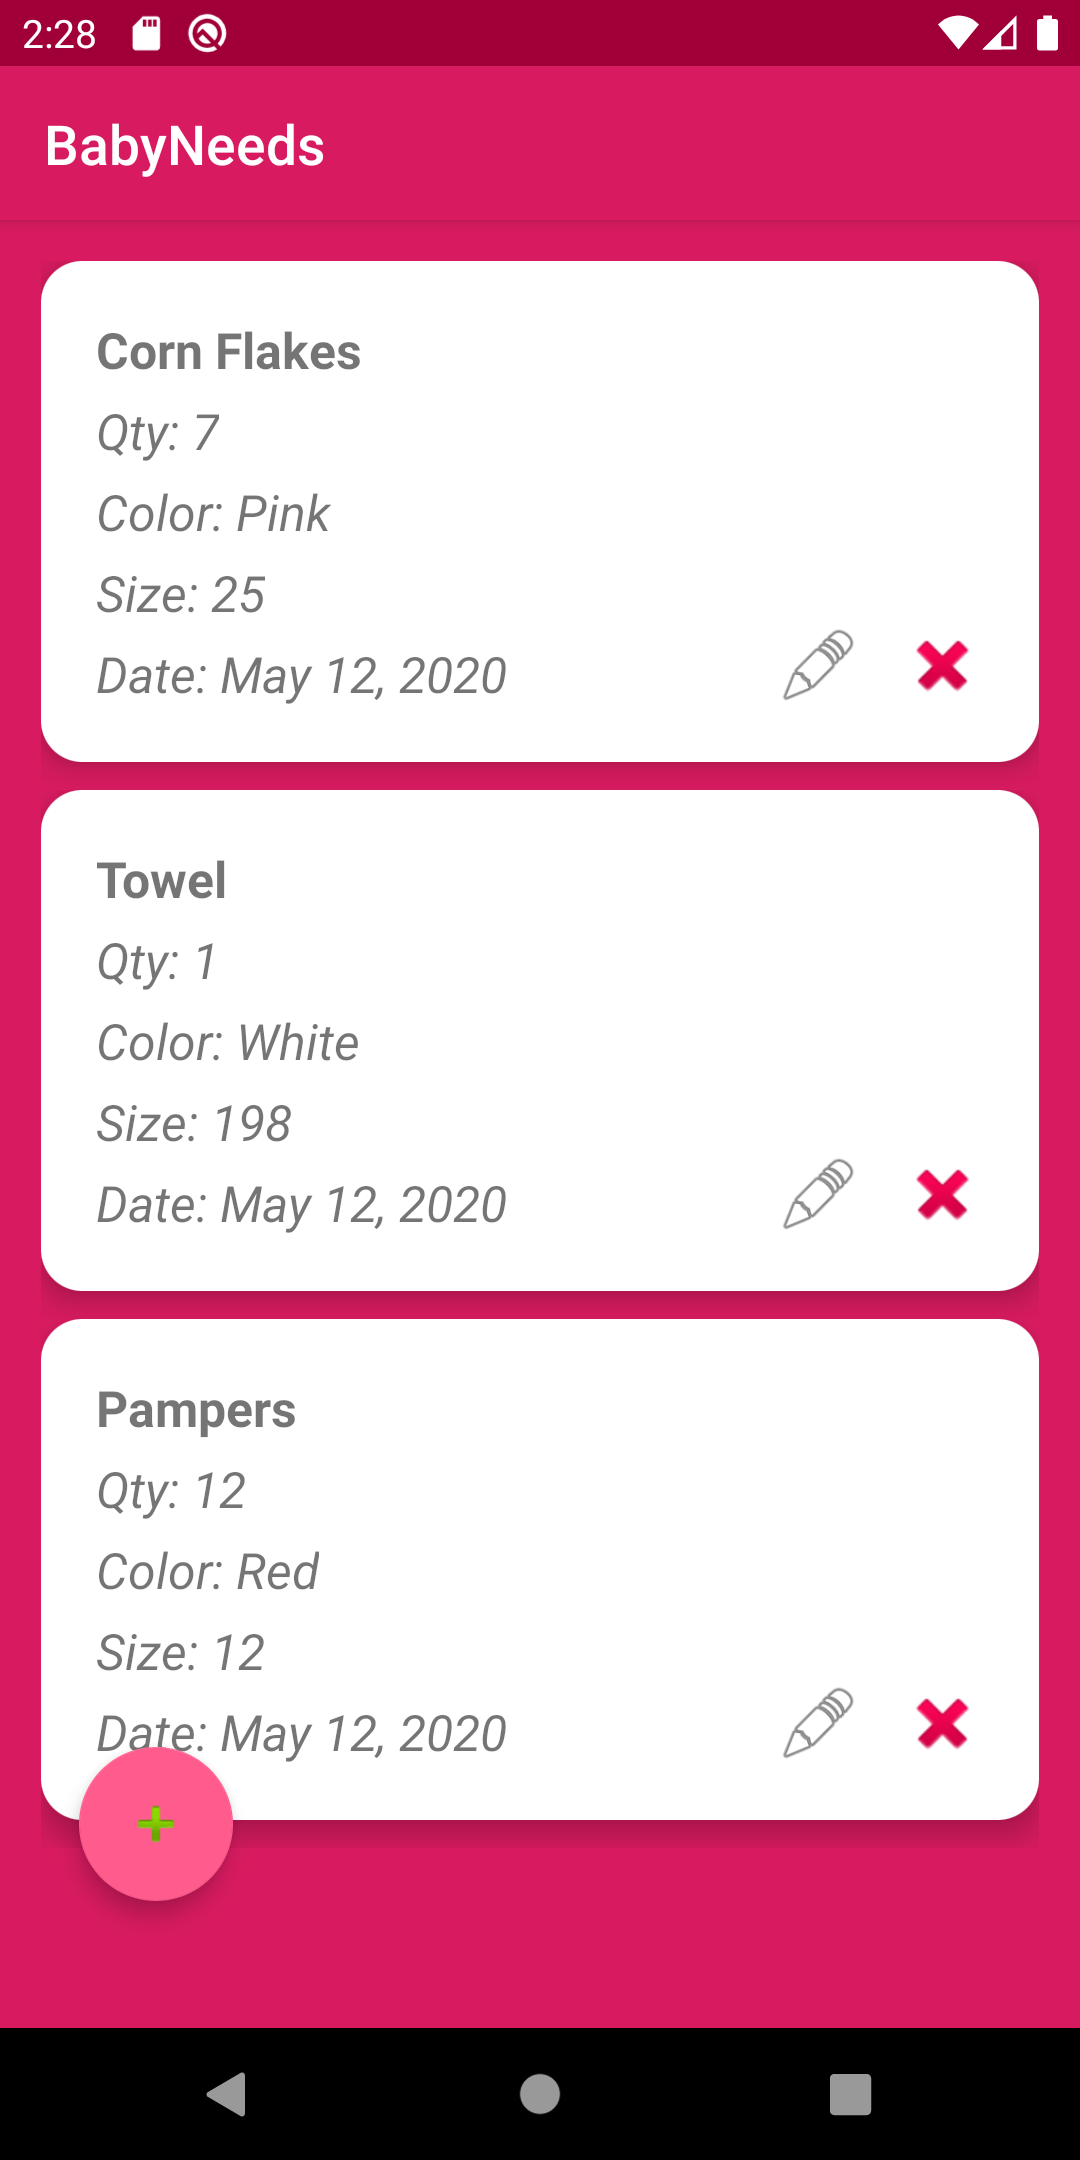 2:28
BabyNeeds
Corn Flakes
Qty: 7
Color: Pink
Size: 25
Date: May 12, 2020
Towel
Qty: 1
Color: White
Size: 198
Date: May 12, 2020
Pampers
Qty: 12
Color: Red
Size: 12
Date: May 12, 2020